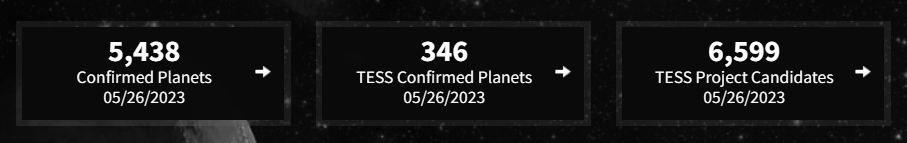 5,438
Confirmed Planets
05/26/2023
346
TESS Confirmed Planets
05/26/2023
6,599
TESS Project Candidates
05/26/2023